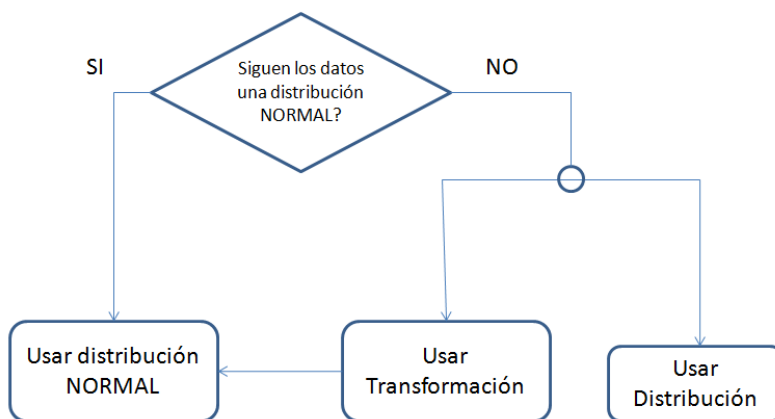 SI
Siguen los datos
una distribución
NORMAL?
NO
Usar distribución
NORMAL
Usar
Transformación
Usar
Distribución